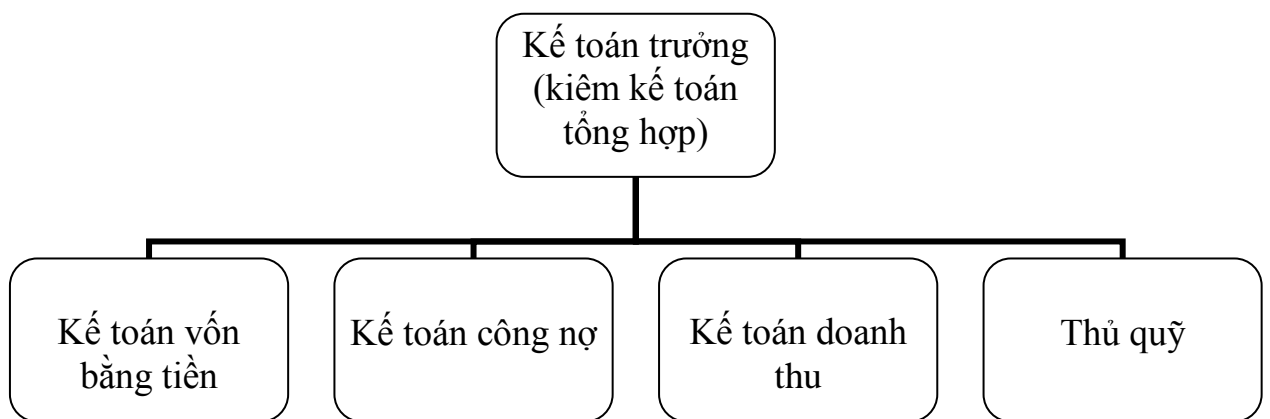 Kế toán trưởng
(kiêm kế toán
tổng hợp)
Kế toán vốn
bằng tiền
Kế toán công nợ
Kế toán doanh
thu
Thủ quỹ